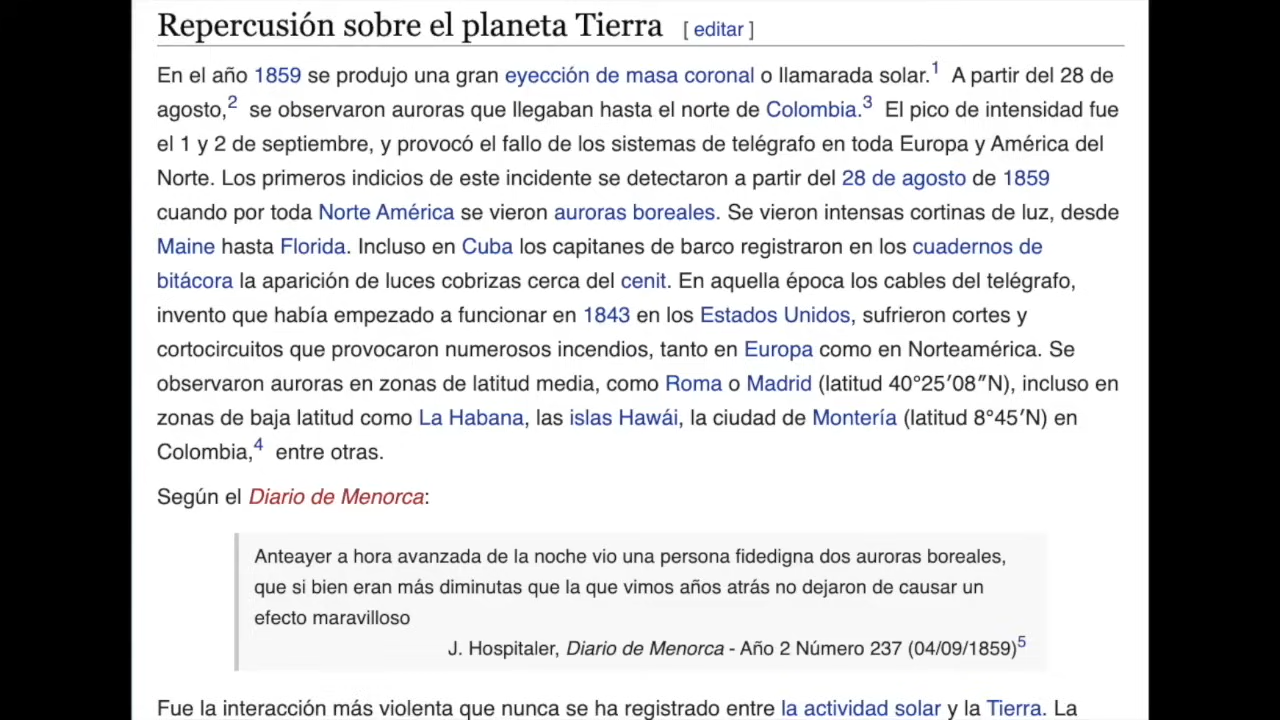 Repercusión sobre el planeta Tierra [ editar ]
En el año 1859 se produjo una gran eyección de masa coronal o llamarada solar.1 A partir del 28 de
agosto,2 se observaron auroras que llegaban hasta el norte de Colombia.3 El pico de intensidad fue
el 1 y 2 de septiembre, y provocó el fallo de los sistemas de telégrafo en toda Europa y América del
Norte. Los primeros indicios de este incidente se detectaron a partir del 28 de agosto de 1859
cuando por toda Norte América se vieron auroras boreales. Se vieron intensas cortinas de luz, desde
Maine hasta Florida. Incluso en Cuba los capitanes de barco registraron en los cuadernos de
bitácora la aparición de luces cobrizas cerca del cenit. En aquella época los cables del telégrafo,
invento que había empezado a funcionar en 1843 en los Estados Unidos, sufrieron cortes y
cortocircuitos que provocaron numerosos incendios, tanto en Europa como en Norteamérica. Se
observaron auroras en zonas de latitud media, como Roma o Madrid (latitud 40°25′08″N), incluso en
zonas de baja latitud como La Habana, las islas Hawái, la ciudad de Montería (latitud 8°45′N) en
Colombia,4 entre otras.
Según el Diario de Menorca:
Anteayer a hora avanzada de la noche vio una persona fidedigna dos auroras boreales,
que si bien eran más diminutas que la que vimos años atrás no dejaron de causar un
efecto maravilloso
J. Hospitaler, Diario de Menorca - Año 2 Número 237 (04/09/1859)5
Fue la interacción más violenta que nunca se ha registrado entre la actividad solar y la Tierra. La